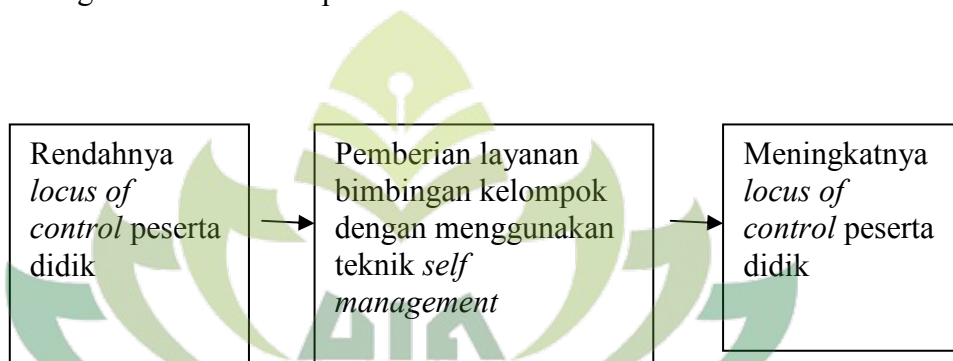 Rendahnya
locus of
control peserta
didik
Pemberian layanan
bimbingan kelompok
dengan menggunakan
teknik self
management
Meningkatnya
locus of
control peserta
didik